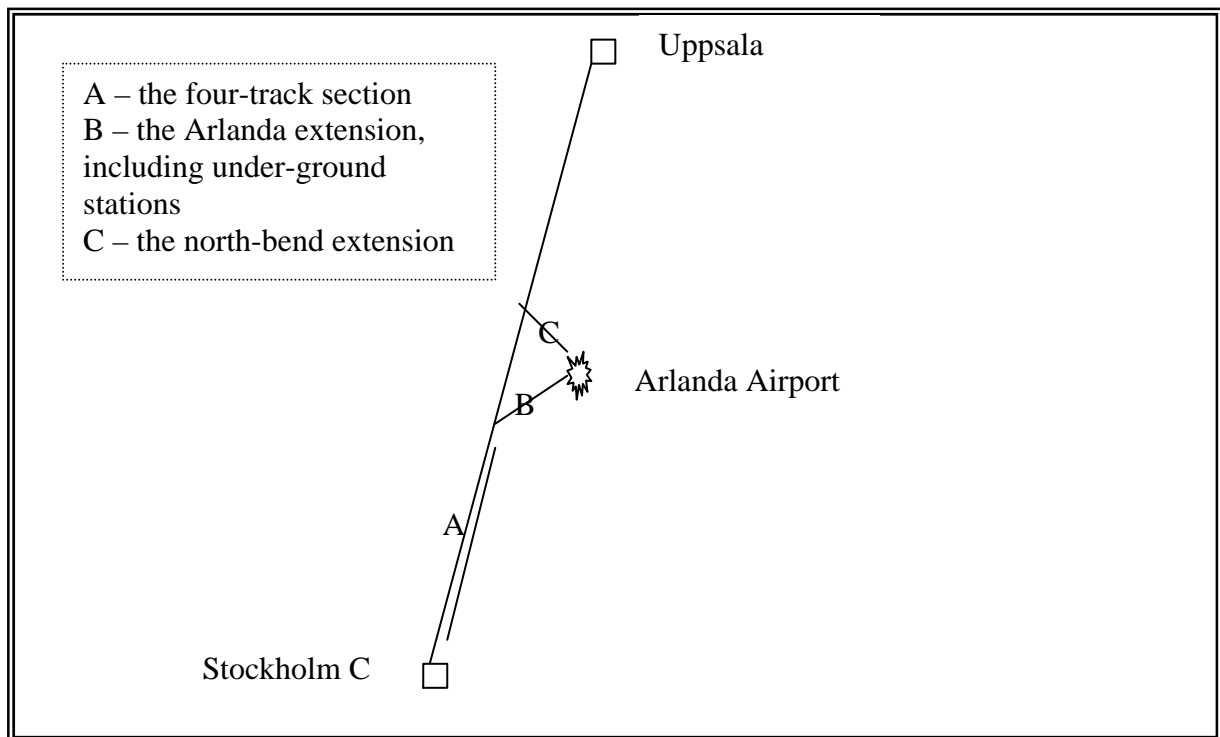 Uppsala
A – the four-track section
B – the Arlanda extension,
including under-ground
stations
C – the north-bend extension
C
Arlanda Airport
B
A
Stockholm C